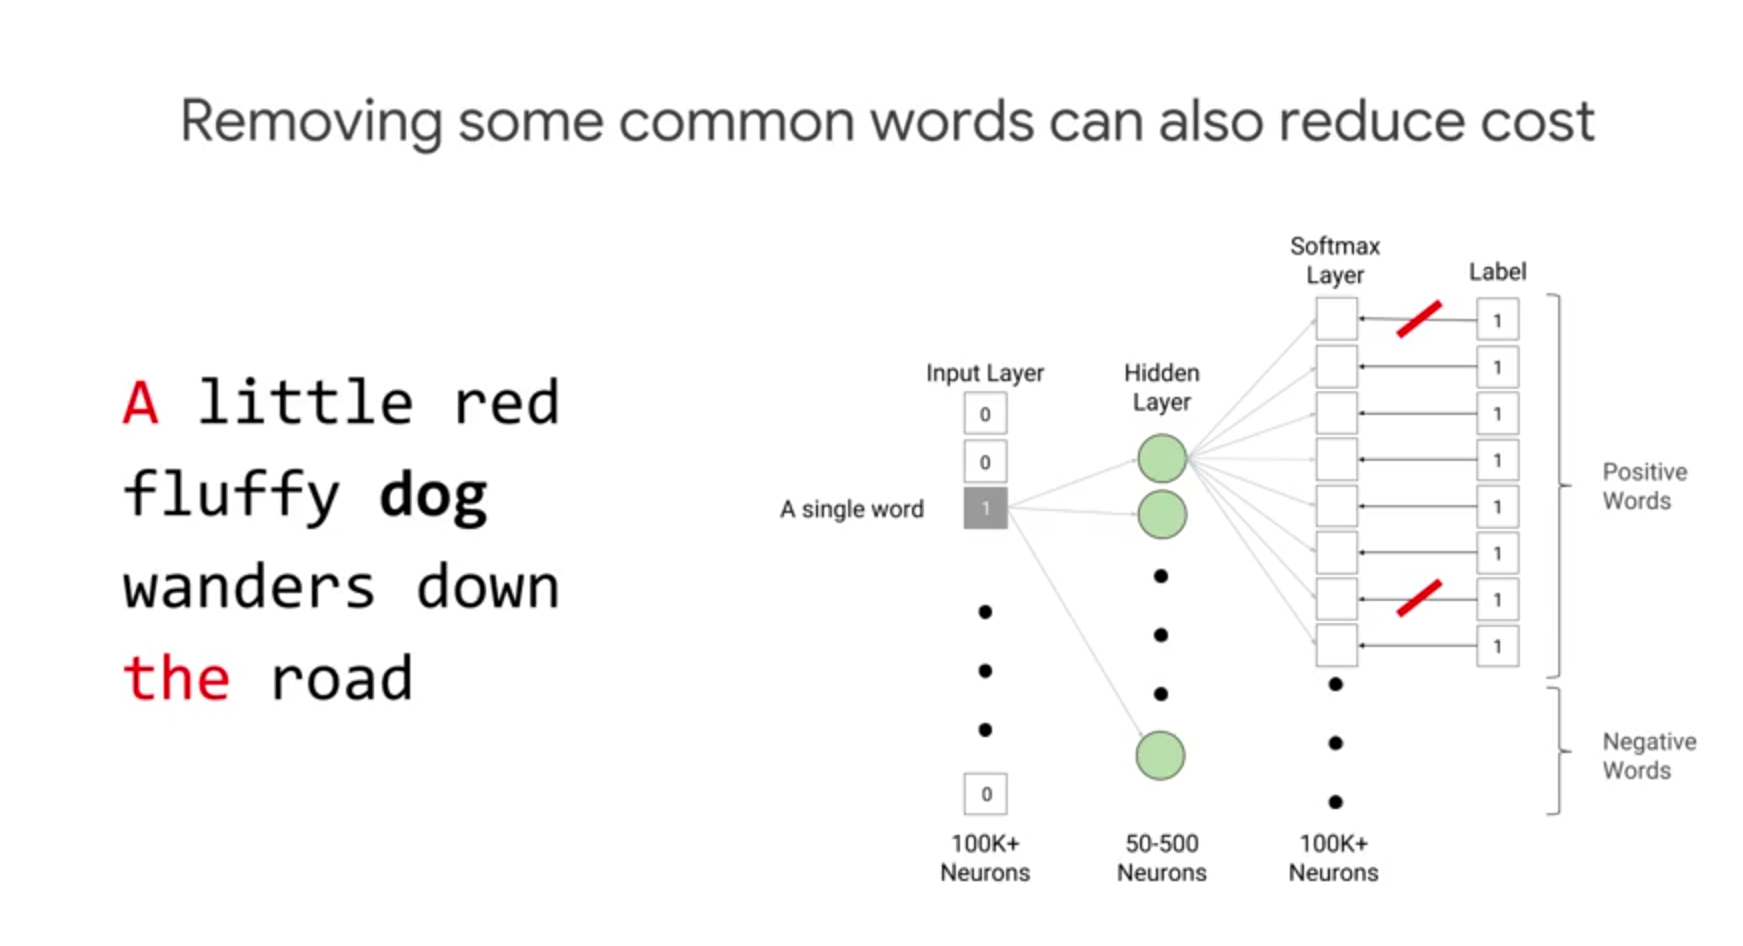 Removing some common words can also reduce cost
A little red
fluffy dog
wanders down
the road
Input Layer
0
0
A single word
1
0
100K+
Neurons
Hidden
Layer
50-500
Neurons
Softmax
Layer
100K+
Neurons
Label
1
1
1
1
1
1
1
1
Positive
Words
Negative
Words